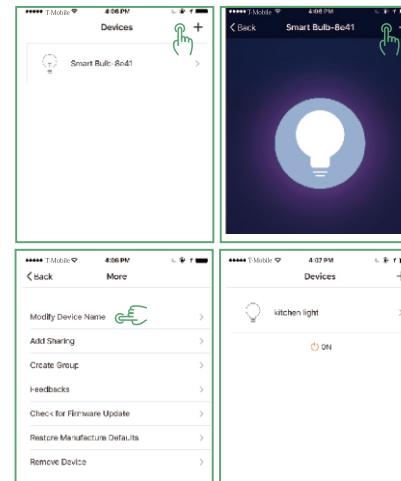 T-Mobile 4:06 PM
Devices +
Smart Bulb-8e41 >
T-Mobile 4:06 PM
< Back Smart Bulb-8e41
T-Mobile 4:06 PM
< Back More
Modify Device Name >
Add Sharing >
Create Group >
Feedbacks >
Check for Firmware Update >
Restore Manufacture Defaults >
Remove Device >
T-Mobile 4:07 PM
Devices +
kitchen light >
ON